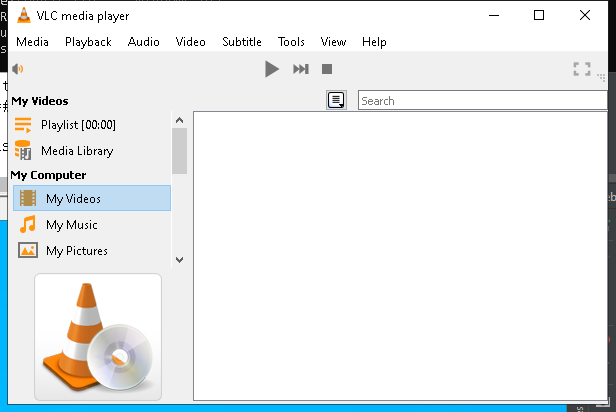 VLC media player
Media Playback Audio Video Subtitle Tools View Help
My Videos
Search
Playlist [00:00]
Media Library
My Computer
My Videos
My Music
My Pictures